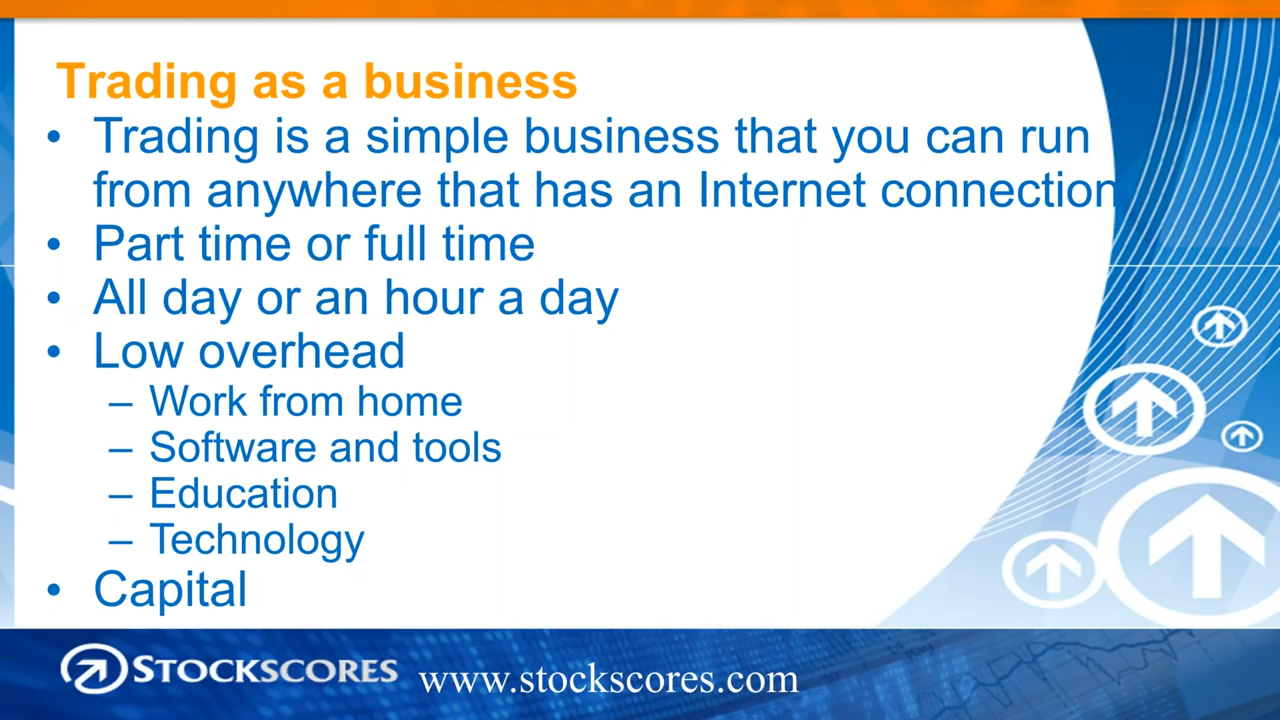 Trading as a business
• Trading is a simple business that you can run
from anywhere that has an Internet connection
• Part time or full time
• All day or an hour a day
• Low overhead
– Work from home
– Software and tools
– Education
– Technology
• Capital
STOCKSCORES www.stockscores.com